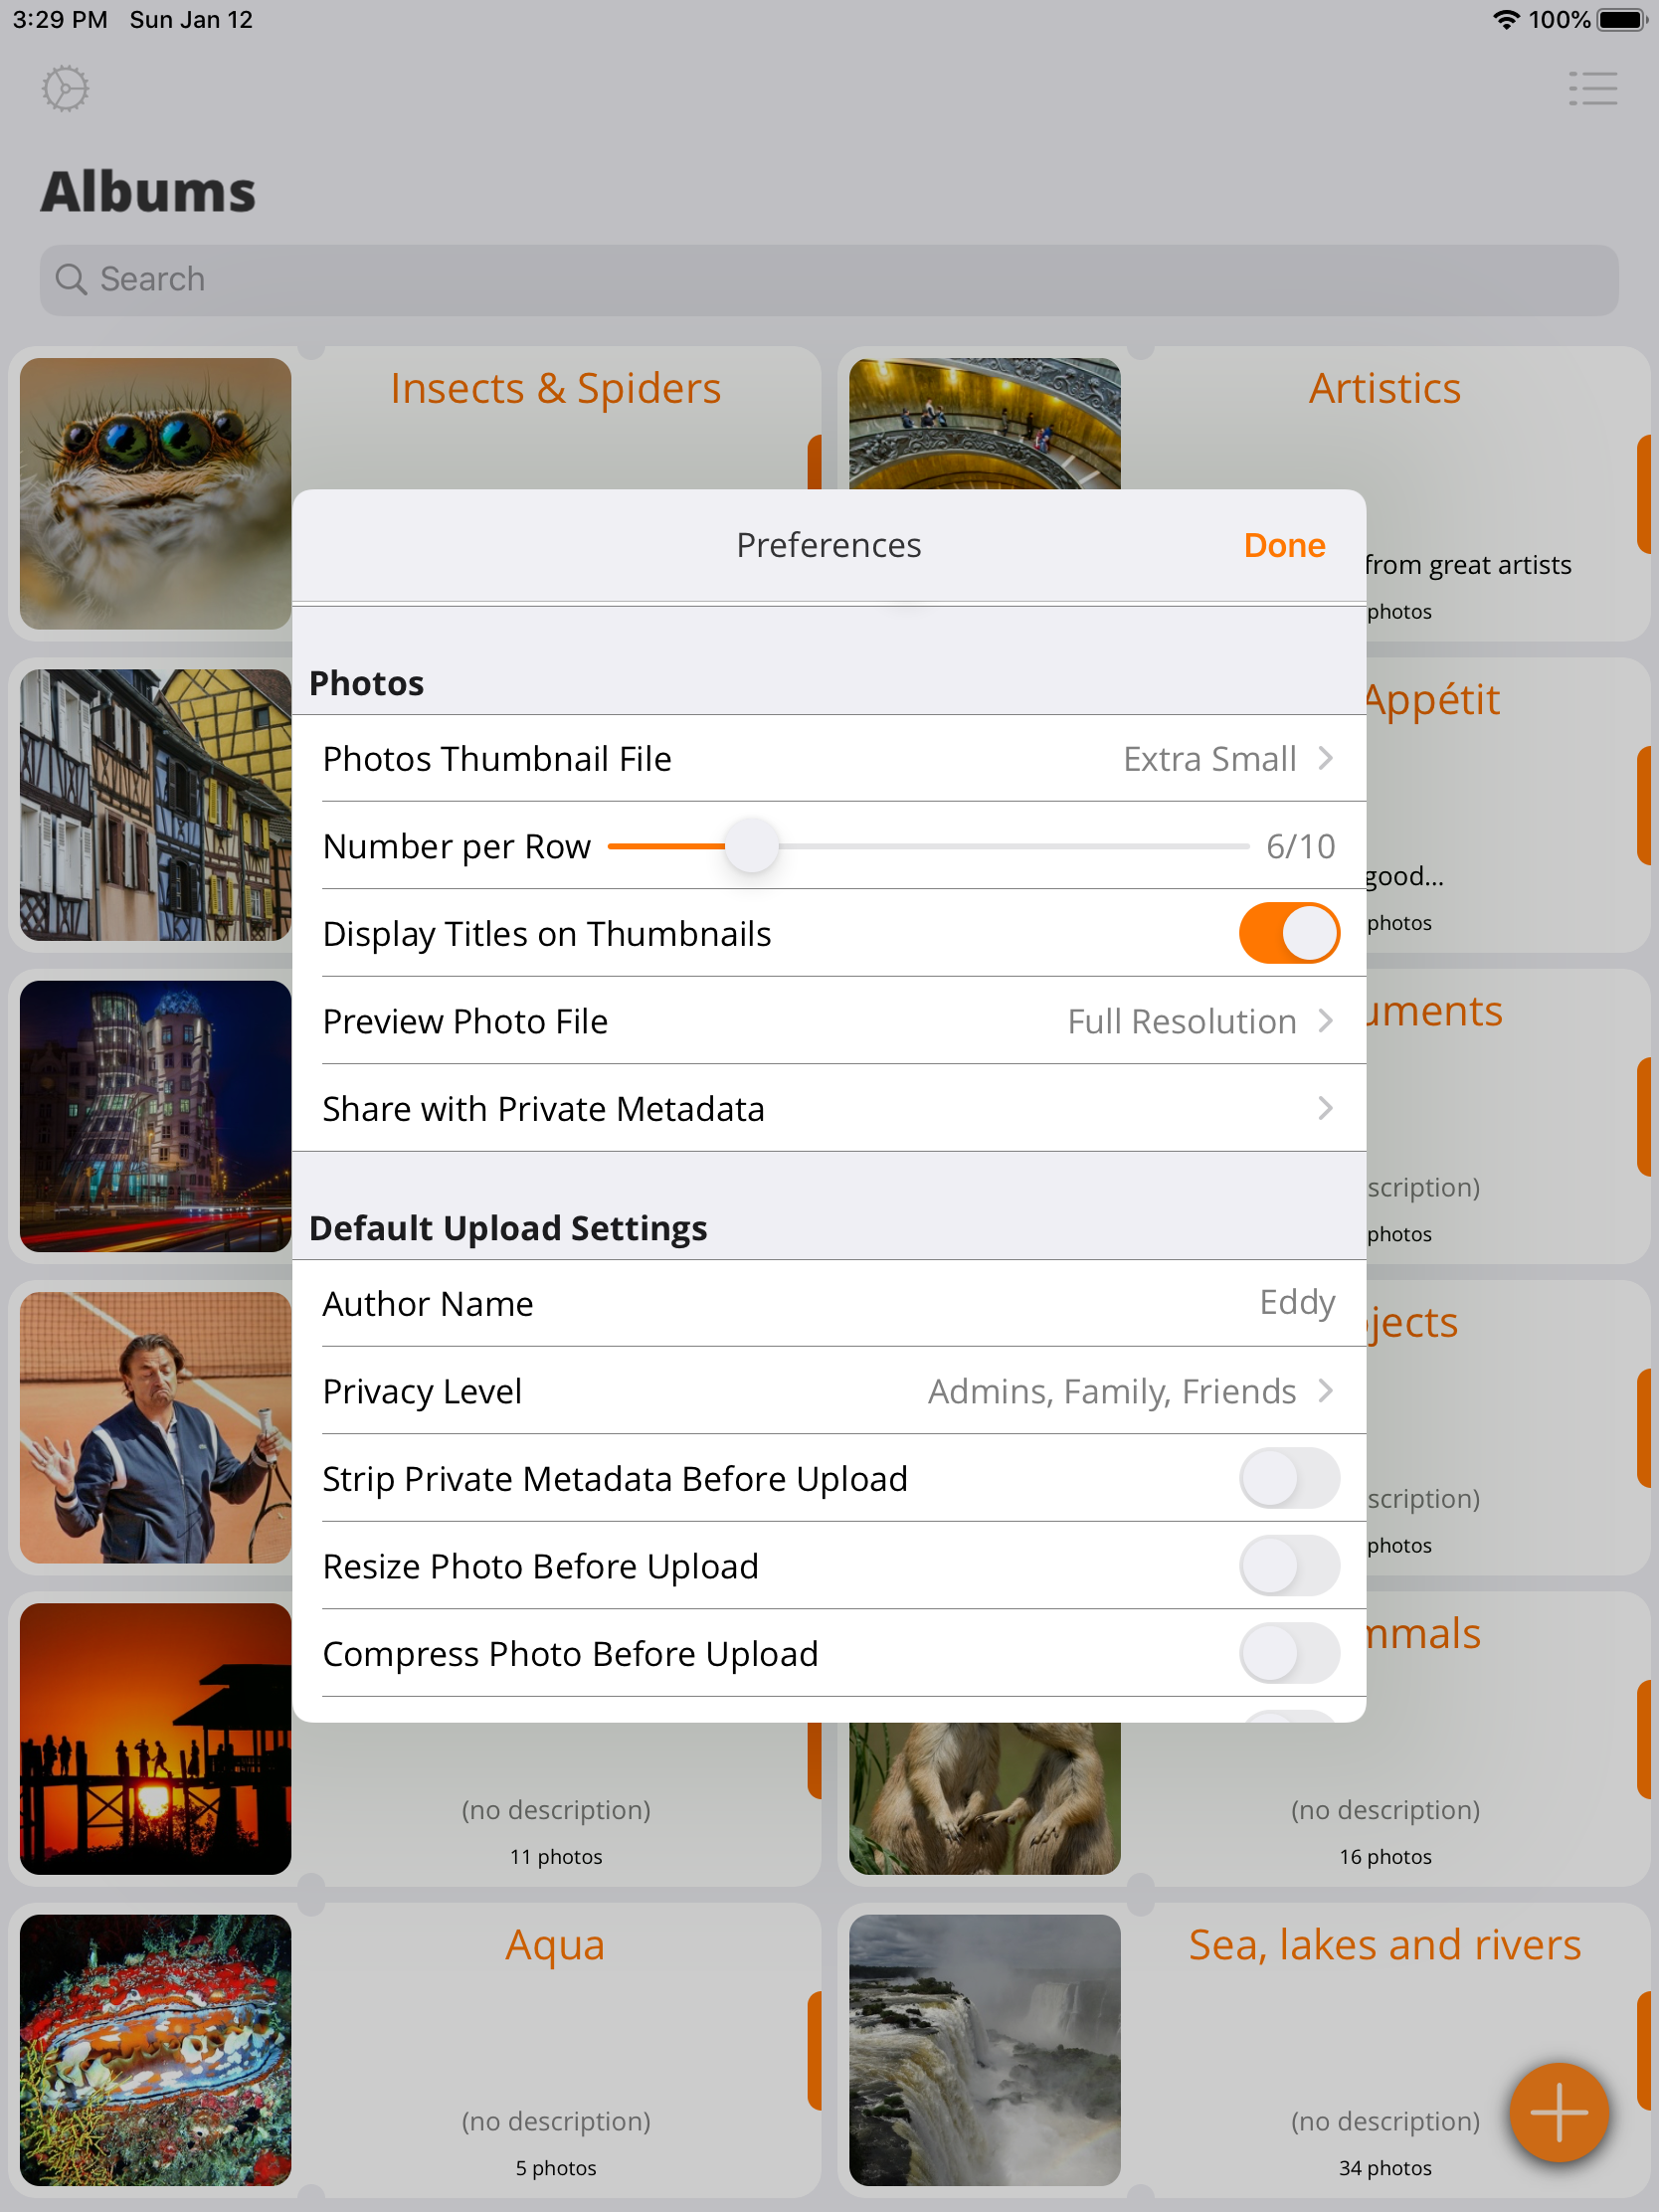 3:29 PM Sun Jan 12 100%
Albums
Search
Insects & Spiders
Artistics
from great artists
photos
Preferences
Done
Photos
Photos Thumbnail File Extra Small
Number per Row 6/10
Display Titles on Thumbnails
Preview Photo File Full Resolution
Share with Private Metadata
Default Upload Settings
Author Name Eddy
Privacy Level Admins, Family, Friends
Strip Private Metadata Before Upload
Resize Photo Before Upload
Compress Photo Before Upload
Appétit
good...
photos
uments
scription)
photos
jects
scription)
photos
mmals
(no description)
11 photos
(no description)
16 photos
Aqua
(no description)
5 photos
Sea, lakes and rivers
(no description)
34 photos